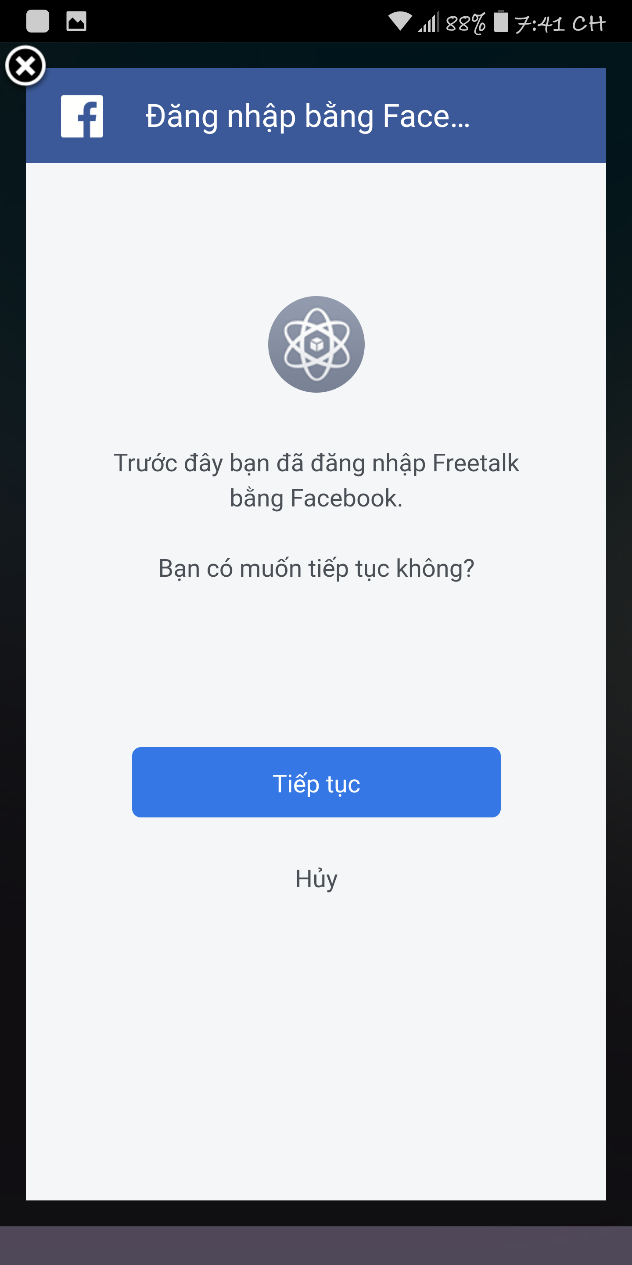 88% 7:41 CH
Đăng nhập bằng Face...
Trước đây bạn đã đăng nhập Freetalk
bằng Facebook.
Bạn có muốn tiếp tục không?
Tiếp tục
Hủy